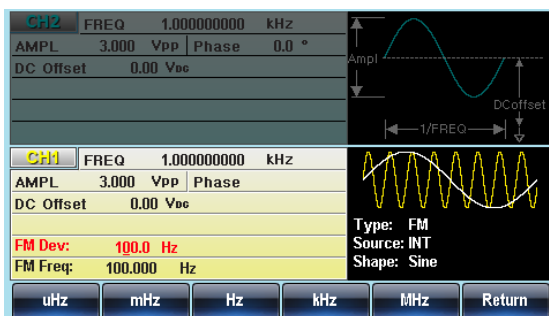 CH2 FREQ 1.000000000 kHz
AMPL 3.000 Vpp Phase 0.0 °
DC Offset 0.00 VDC
Ampl
DCoffset
1/FREQ
CH1 FREQ 1.000000000 kHz
AMPL 3.000 Vpp Phase
DC Offset 0.00 VDC
FM Dev: 100.0 Hz
FM Freq: 100.000 Hz
Type: FM
Source: INT
Shape: Sine
uHz mHz Hz kHz MHz Return